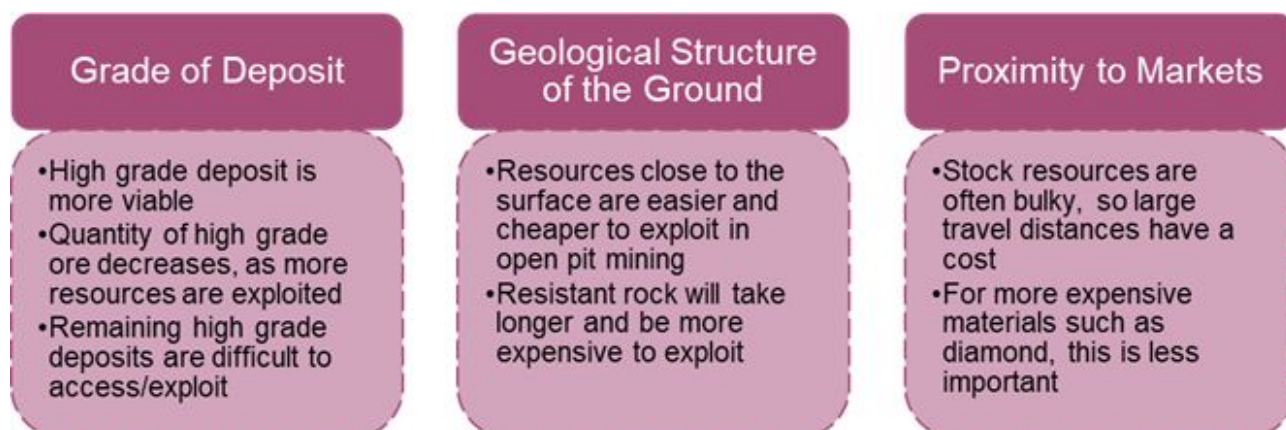 Grade of Deposit
•High grade deposit is
more viable
•Quantity of high grade
ore decreases, as more
resources are exploited
•Remaining high grade
deposits are difficult to
access/exploit
Geological Structure
of the Ground
•Resources close to the
surface are easier and
cheaper to exploit in
open pit mining
•Resistant rock will take
longer and be more
expensive to exploit
Proximity to Markets
•Stock resources are
often bulky, so large
travel distances have a
cost
•For more expensive
materials such as
diamond, this is less
important